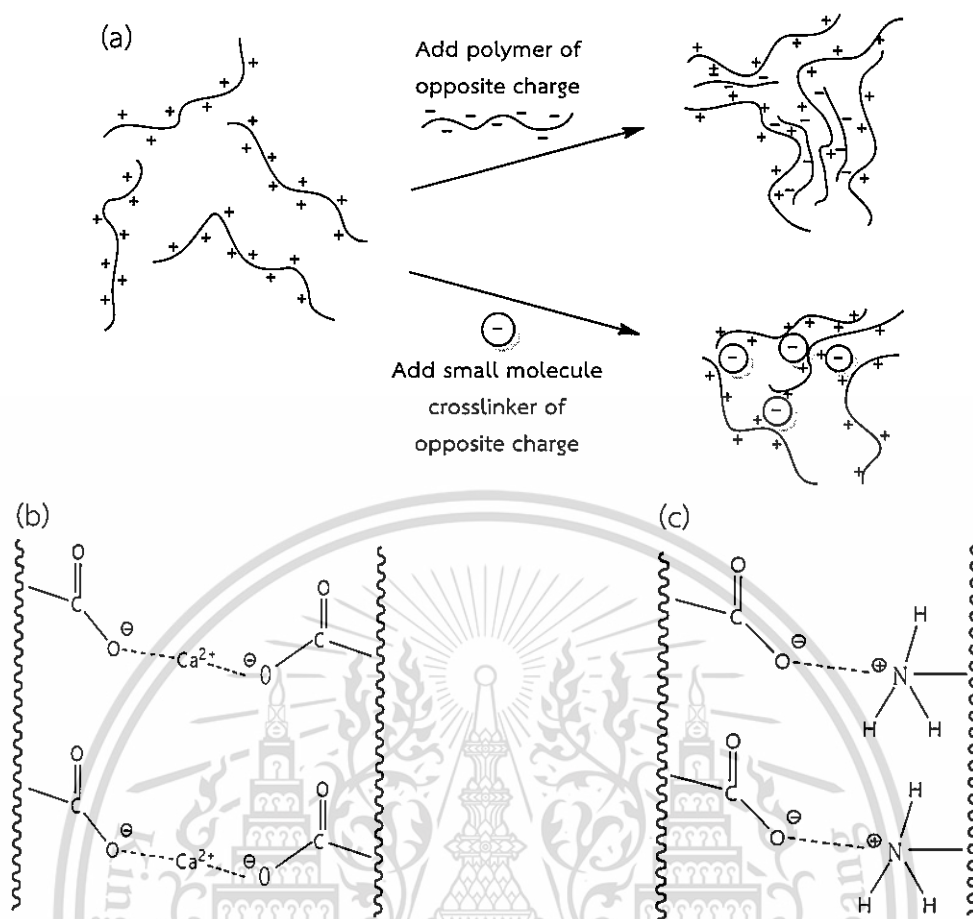 (a)
Add polymer of
opposite charge
Add small molecule
crosslinker of
opposite charge
(b)
O
C
O
⊖
Ca²⁺
⊖
O
C
O
O
C
O
⊖
Ca²⁺
⊖
O
C
O
(c)
O
C
O
⊖
⊕
N
H
H
H
O
C
O
⊖
⊕
N
H
H
H